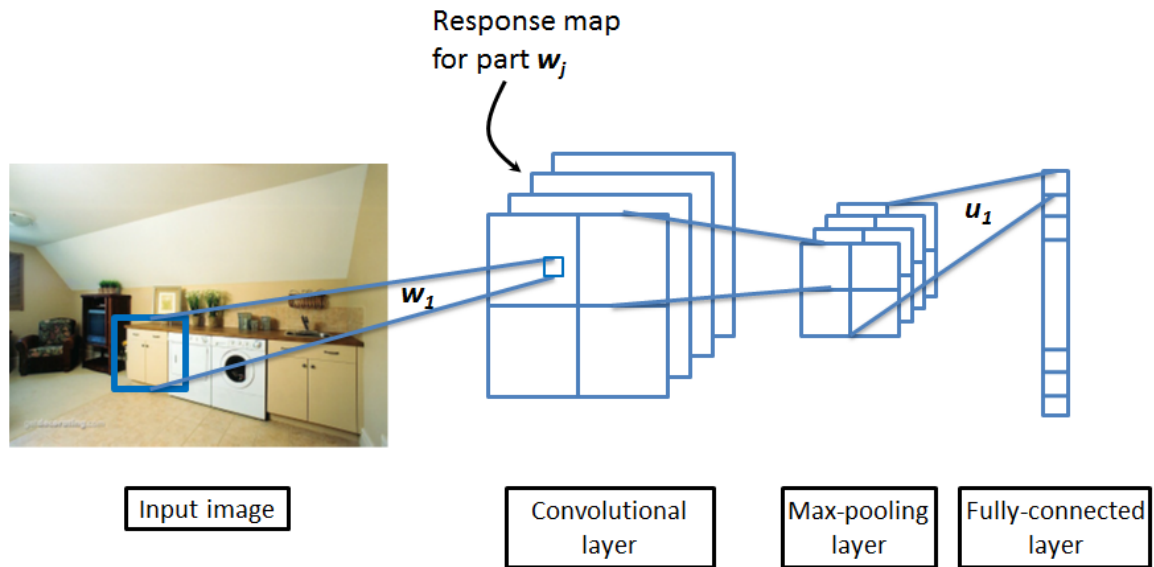 Response map
for part wj
w1
u1
Input image
Convolutional
layer
Max-pooling
layer
Fully-connected
layer